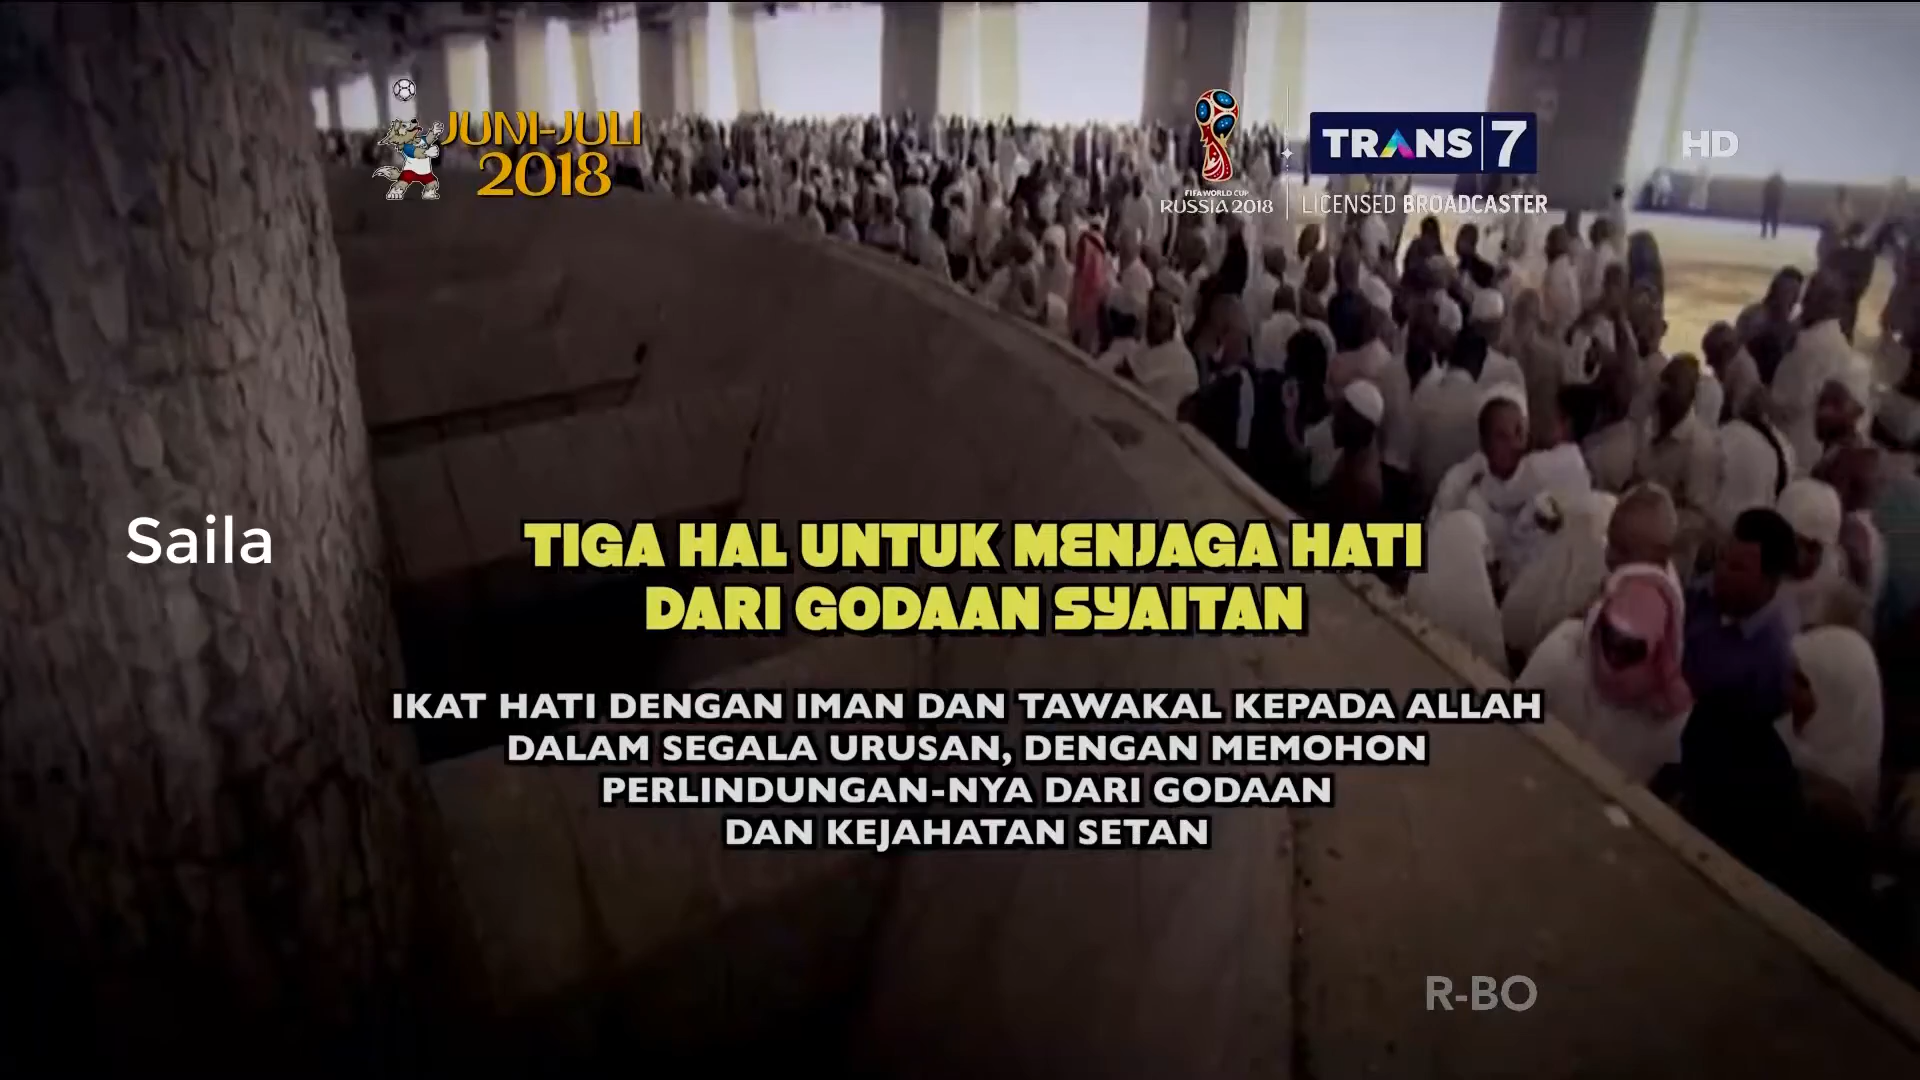 JUNI-JULI
2018
FIFA WORLD CUP
RUSSIA 2018
TRANS 7
LICENSED BROADCASTER
HD
Saila
TIGA HAL UNTUK MENJAGA HATI
DARI GODAAN SYAITAN
IKAT HATI DENGAN IMAN DAN TAWAKAL KEPADA ALLAH
DALAM SEGALA URUSAN, DENGAN MEMOHON
PERLINDUNGAN-NYA DARI GODAAN
DAN KEJAHATAN SETAN
R-BO